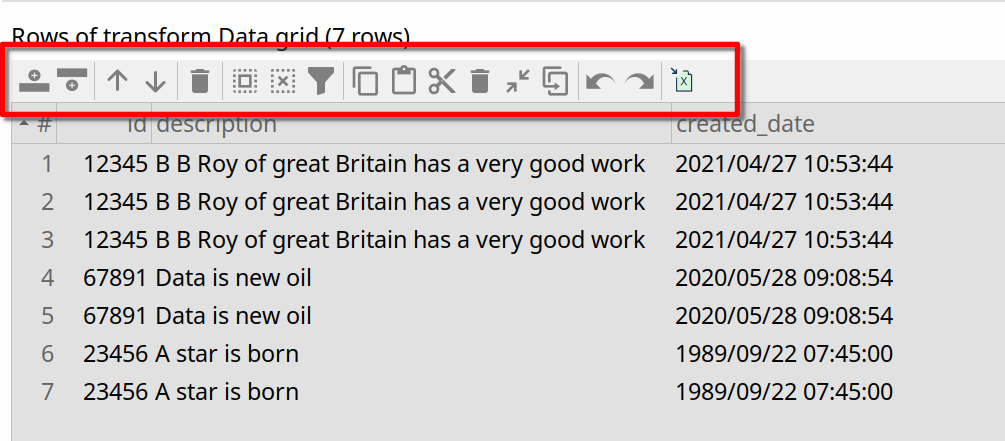 Rows of transform Data grid (7 rows)
# id description created_date
1 12345 B B Roy of great Britain has a very good work 2021/04/27 10:53:44
2 12345 B B Roy of great Britain has a very good work 2021/04/27 10:53:44
3 12345 B B Roy of great Britain has a very good work 2021/04/27 10:53:44
4 67891 Data is new oil 2020/05/28 09:08:54
5 67891 Data is new oil 2020/05/28 09:08:54
6 23456 A star is born 1989/09/22 07:45:00
7 23456 A star is born 1989/09/22 07:45:00